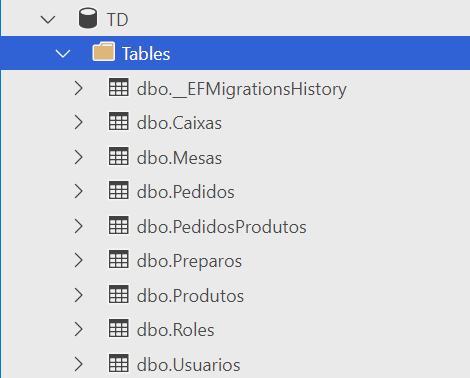 TD
Tables
dbo.__EFMigrationsHistory
dbo.Caixas
dbo.Mesas
dbo.Pedidos
dbo.PedidosProdutos
dbo.Preparos
dbo.Produtos
dbo.Roles
dbo.Usuarios